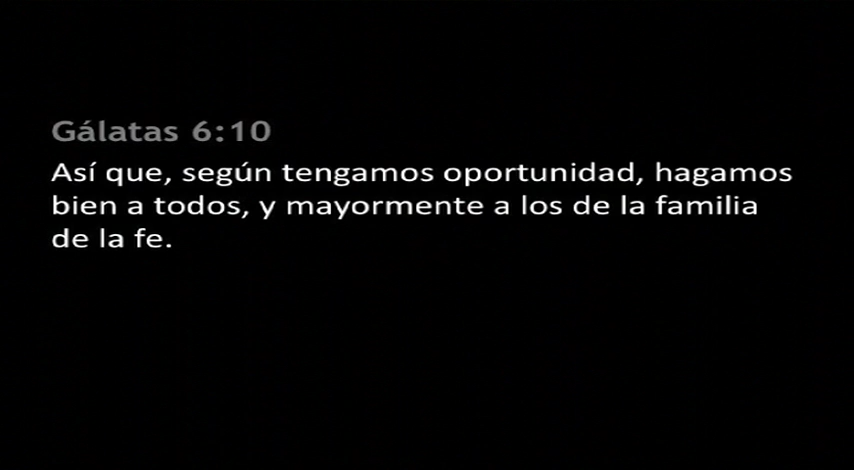 Gálatas 6:10
Así que, según tengamos oportunidad, hagamos
bien a todos, y mayormente a los de la familia
de la fe.